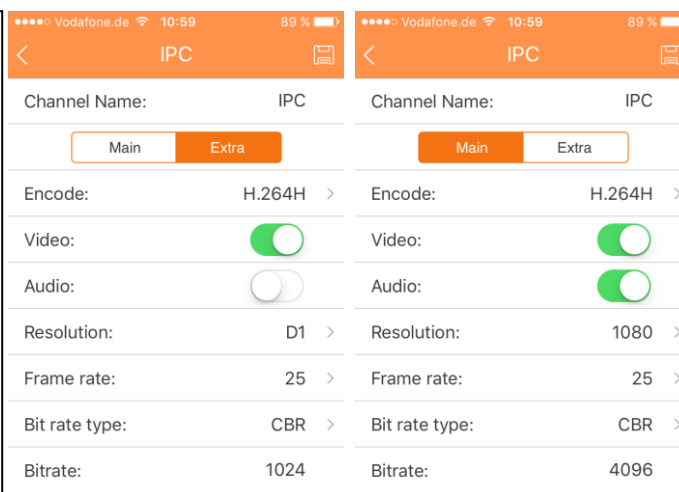 Vodafone.de 10:59 89 %
IPC
Channel Name: IPC
Main Extra
Encode: H.264H
Video:
Audio:
Resolution: D1
Frame rate: 25
Bit rate type: CBR
Bitrate: 1024
Vodafone.de 10:59 89 %
IPC
Channel Name: IPC
Main Extra
Encode: H.264H
Video:
Audio:
Resolution: 1080
Frame rate: 25
Bit rate type: CBR
Bitrate: 4096